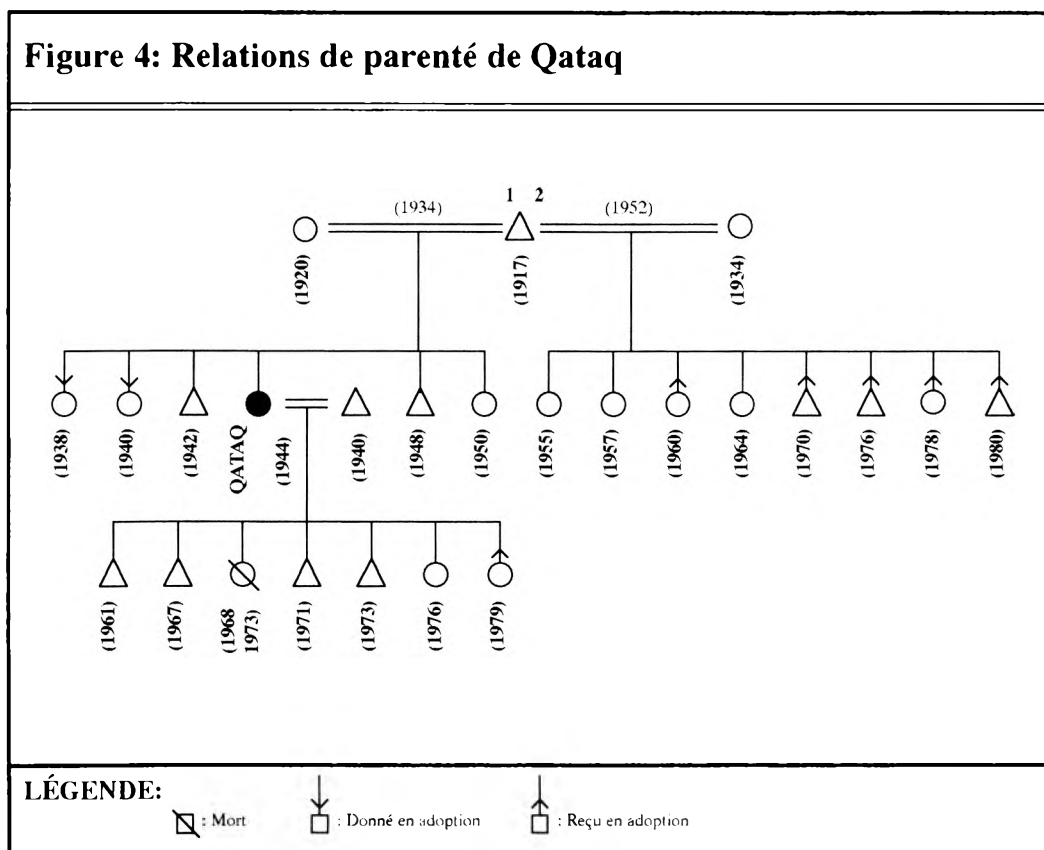 Figure 4: Relations de parenté de Qataq
1 2
(1934) (1952)
(1920) (1917) (1934)
(1938) (1940) (1942) QATAQ (1944) (1940) (1948) (1950) (1955) (1957) (1960) (1964) (1970) (1976) (1978) (1980)
(1961) (1967) (1968 1973) (1971) (1973) (1976) (1979)
LÉGENDE:
: Mort : Donné en adoption : Reçu en adoption